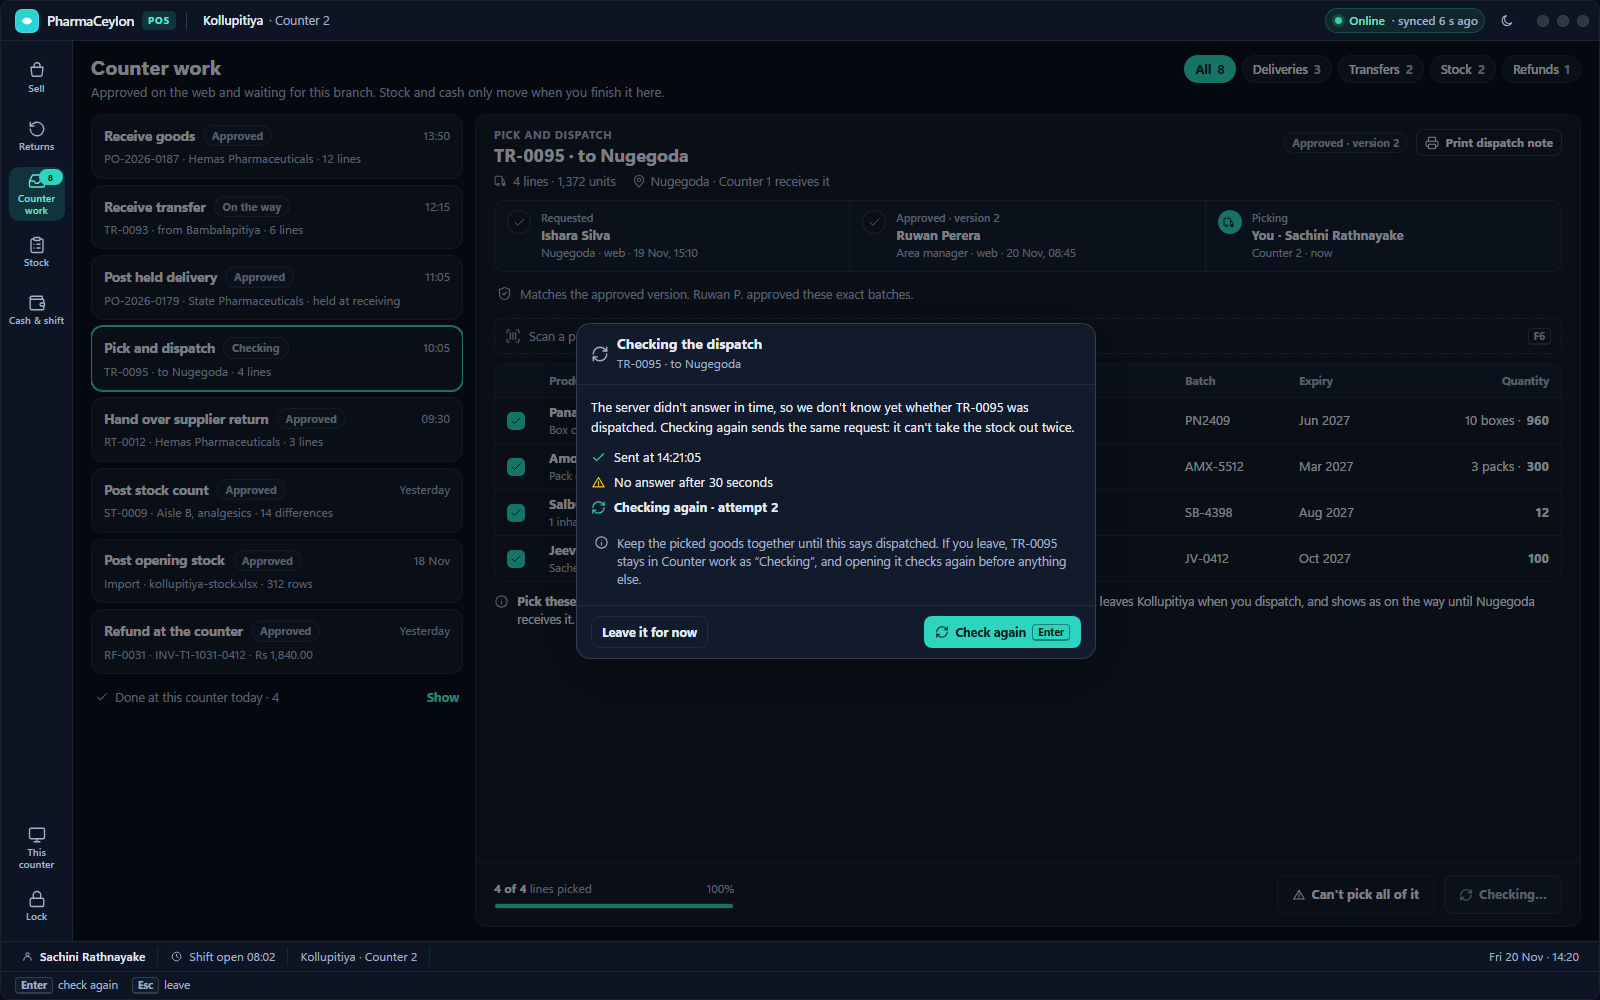 PharmaCeylon POS Kollupitiya · Counter 2
Online · synced 6 s ago
Sell
Returns
8
Counter work
Stock
Cash & shift
This counter
Lock
Counter work
Approved on the web and waiting for this branch. Stock and cash only move when you finish it here.
All 8 Deliveries 3 Transfers 2 Stock 2 Refunds 1
Receive goods Approved 13:50
PO-2026-0187 · Hemas Pharmaceuticals · 12 lines
Receive transfer On the way 12:15
TR-0093 · from Bambalapitiya · 6 lines
Post held delivery Approved 11:05
PO-2026-0179 · State Pharmaceuticals · held at receiving
Pick and dispatch Checking 10:05
TR-0095 · to Nugegoda · 4 lines
Hand over supplier return Approved 09:30
RT-0012 · Hemas Pharmaceuticals · 3 lines
Post stock count Approved Yesterday
ST-0009 · Aisle B, analgesics · 14 differences
Post opening stock Approved 18 Nov
Import · kollupitiya-stock.xlsx · 312 rows
Refund at the counter Approved Yesterday
RF-0031 · INV-T1-1031-0412 · Rs 1,840.00
Done at this counter today · 4 Show
PICK AND DISPATCH
TR-0095 · to Nugegoda
Approved · version 2 Print dispatch note
4 lines · 1,372 units Nugegoda · Counter 1 receives it
Requested
Ishara Silva
Nugegoda · web · 19 Nov, 15:10
Approved · version 2
Ruwan Perera
Area manager · web · 20 Nov, 08:45
Picking
You · Sachini Rathnayake
Counter 2 · now
Matches the approved version. Ruwan P. approved these exact batches.
Scan a p F6
Prod Batch Expiry Quantity
Pana PN2409 Jun 2027 10 boxes · 960
Box o
Amo AMX-5512 Mar 2027 3 packs · 300
Pack
Salb SB-4398 Aug 2027 12
1 inha
Jeev JV-0412 Oct 2027 100
Sache
Pick these leaves Kollupitiya when you dispatch, and shows as on the way until Nugegoda
receives it.
Checking the dispatch
TR-0095 · to Nugegoda
The server didn't answer in time, so we don't know yet whether TR-0095 was
dispatched. Checking again sends the same request: it can't take the stock out twice.
Sent at 14:21:05
No answer after 30 seconds
Checking again · attempt 2
Keep the picked goods together until this says dispatched. If you leave, TR-0095
stays in Counter work as “Checking”, and opening it checks again before anything
else.
Leave it for now Check again Enter
4 of 4 lines picked 100%
Can't pick all of it Checking...
Sachini Rathnayake Shift open 08:02 Kollupitiya · Counter 2 Fri 20 Nov · 14:20
Enter check again Esc leave